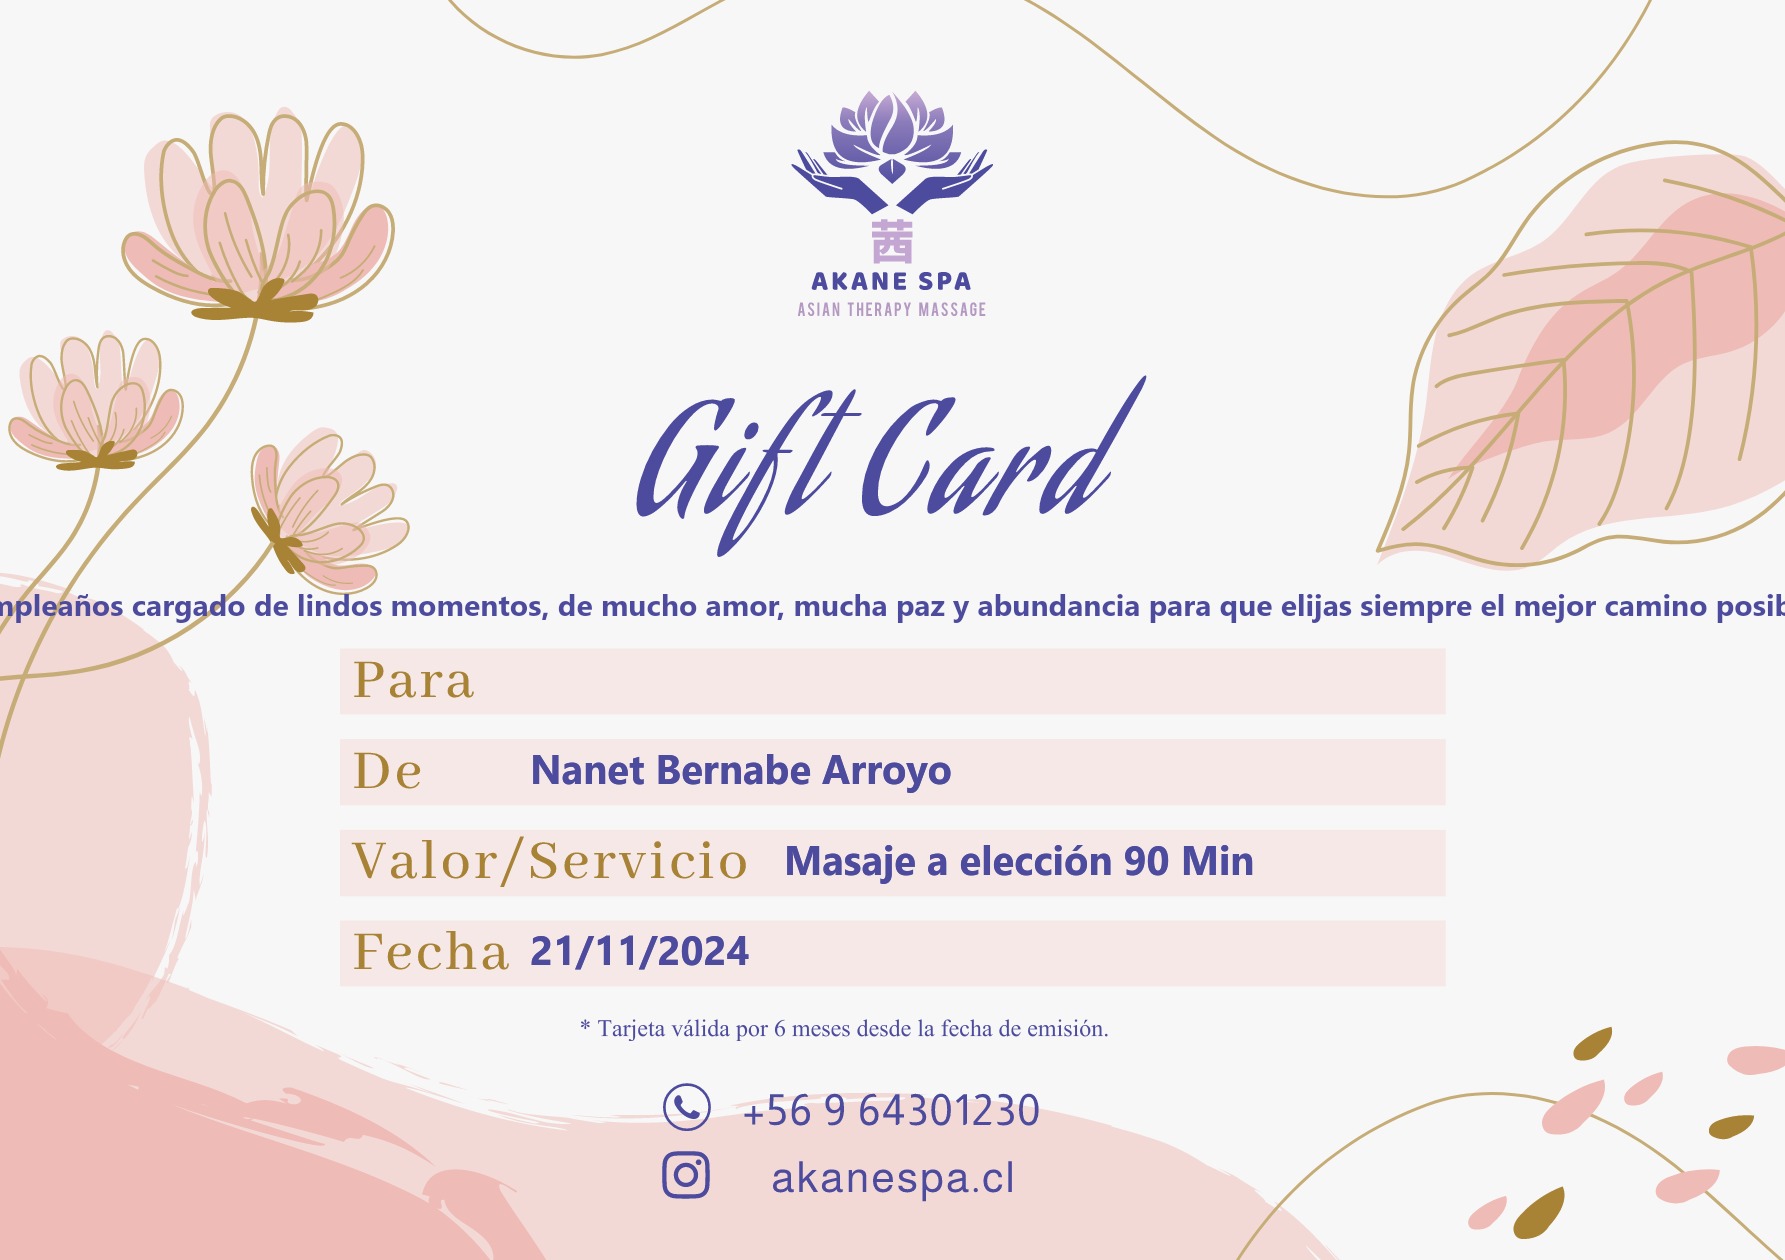 茜
AKANE SPA
ASIAN THERAPY MASSAGE
Gift Card
mpleaños cargado de lindos momentos, de mucho amor, mucha paz y abundancia para que elijas siempre el mejor camino posib
Para
De Nanet Bernabe Arroyo
Valor/Servicio Masaje a elección 90 Min
Fecha 21/11/2024
* Tarjeta válida por 6 meses desde la fecha de emisión.
+56 9 64301230
akanespa.cl